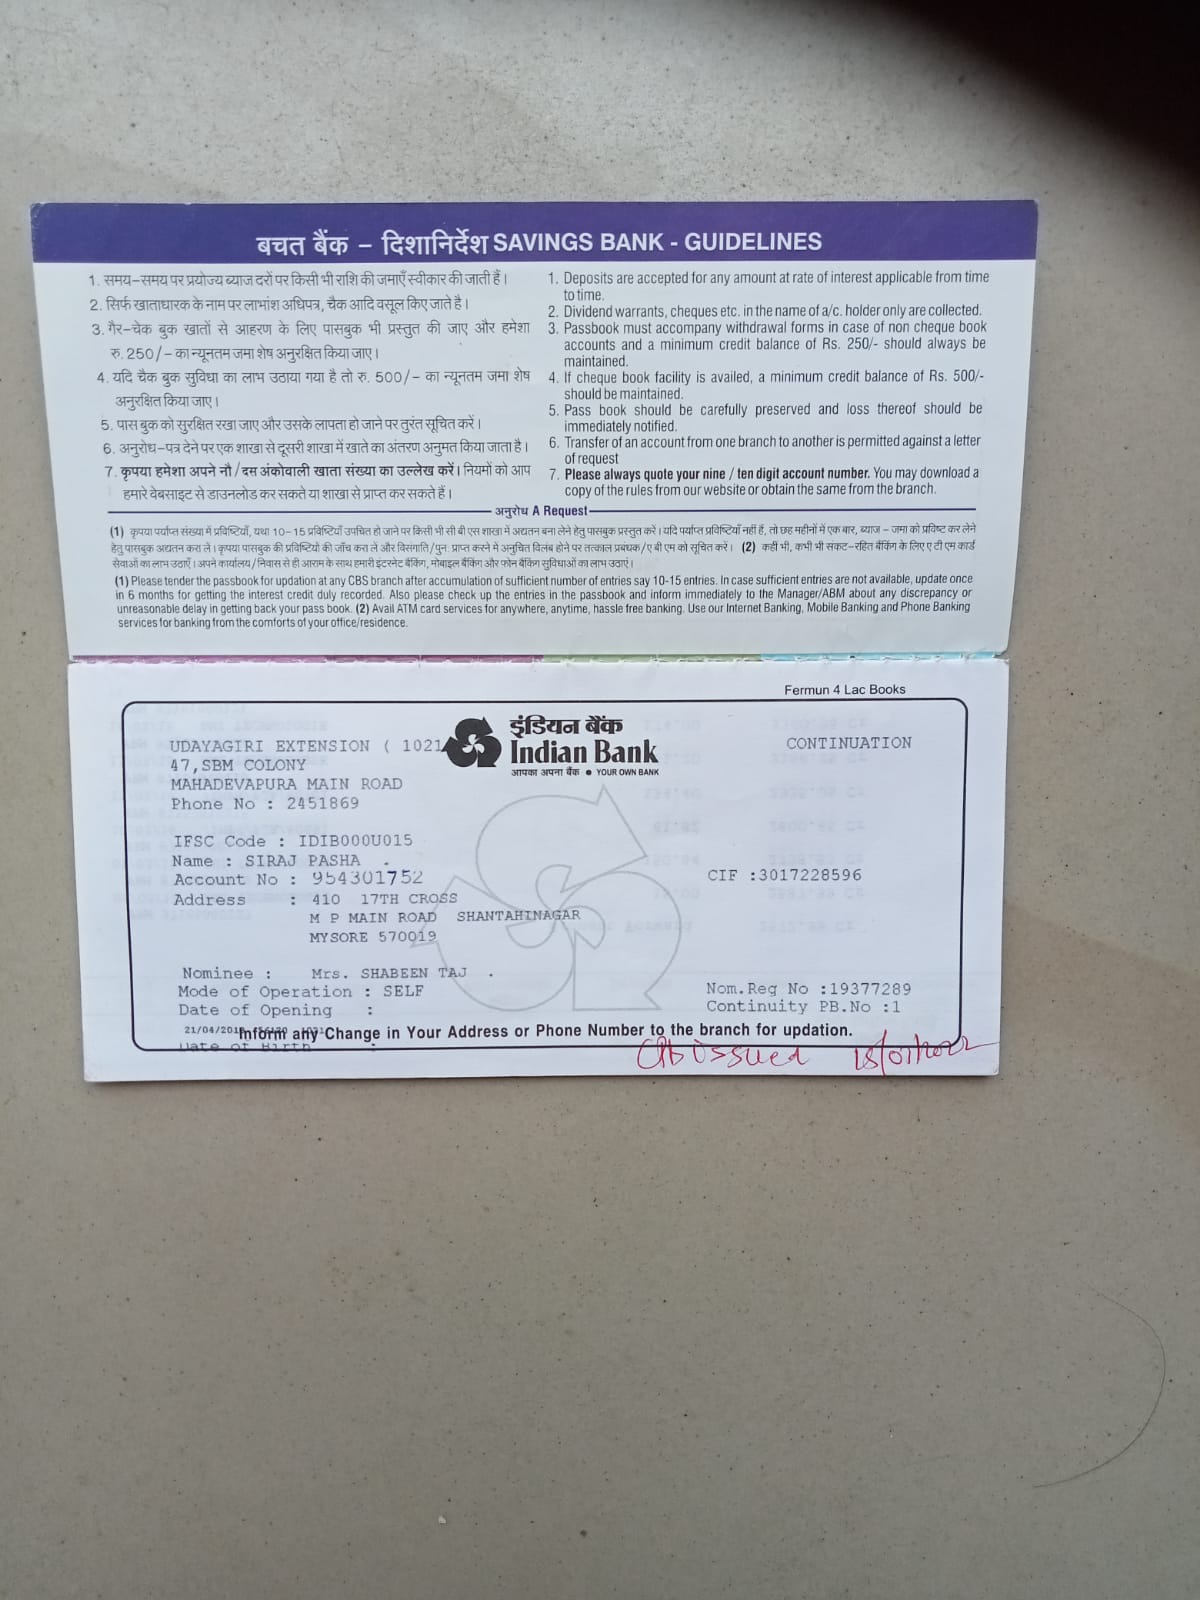 बचत बैंक – दिशानिर्देश SAVINGS BANK - GUIDELINES
1. समय–समय पर प्रयोज्य ब्याज दरों पर किसी भी राशि की जमाएँ स्वीकार की जाती हैं।
2. सिर्फ खाताधारक के नाम पर लाभांश अधिपत्र, चैक आदि वसूल किए जाते है।
3. गैर–चेक बुक खातों से आहरण के लिए पासबुक भी प्रस्तुत की जाए और हमेशा
रु. 250/– का न्यूनतम जमा शेष अनुरक्षित किया जाए।
4. यदि चैक बुक सुविधा का लाभ उठाया गया है तो रु. 500/– का न्यूनतम जमा शेष
अनुरक्षित किया जाए।
5. पास बुक को सुरक्षित रखा जाए और उसके लापता हो जाने पर तुरंत सूचित करें।
6. अनुरोध–पत्र देने पर एक शाखा से दूसरी शाखा में खाते का अंतरण अनुमत किया जाता है।
7. कृपया हमेशा अपने नौ/दस अंकोवाली खाता संख्या का उल्लेख करें। नियमों को आप
हमारे वेबसाइट से डाउनलोड कर सकते या शाखा से प्राप्त कर सकते हैं।
1. Deposits are accepted for any amount at rate of interest applicable from time
to time.
2. Dividend warrants, cheques etc. in the name of a/c. holder only are collected.
3. Passbook must accompany withdrawal forms in case of non cheque book
accounts and a minimum credit balance of Rs. 250/- should always be
maintained.
4. If cheque book facility is availed, a minimum credit balance of Rs. 500/-
should be maintained.
5. Pass book should be carefully preserved and loss thereof should be
immediately notified.
6. Transfer of an account from one branch to another is permitted against a letter
of request
7. Please always quote your nine / ten digit account number. You may download a
copy of the rules from our website or obtain the same from the branch.
अनुरोध A Request
(1) कृपया पर्याप्त संख्या में प्रविष्टियाँ, यथा 10–15 प्रविष्टियाँ उपचित हो जाने पर किसी भी सी बी एस शाखा में अद्यतन बना लेने हेतु पासबुक प्रस्तुत करें। यदि पर्याप्त प्रविष्टियाँ नहीं हैं, तो छह महीनों में एक बार, ब्याज – जमा को प्रविष्ट कर लेने
हेतु पासबुक अद्यतन करा ले। कृपया पासबुक की प्रविष्टियो की जाँच करा ले और विसंगति/पुनः प्राप्त करने में अनुचित विलंब होने पर तत्काल प्रबंधक/ए बी एम को सूचित करें। (2) कहीं भी, कभी भी संकट–रहित बैंकिंग के लिए ए टी एम कार्ड
सेवाओं का लाभ उठाएँ। अपने कार्यालय/निवास से ही आराम के साथ हमारी इंटरनेट बैंकिंग, मोबाइल बैंकिंग और फोन बैंकिंग सुविधाओं का लाभ उठाएं।
(1) Please tender the passbook for updation at any CBS branch after accumulation of sufficient number of entries say 10-15 entries. In case sufficient entries are not available, update once
in 6 months for getting the interest credit duly recorded. Also please check up the entries in the passbook and inform immediately to the Manager/ABM about any discrepancy or
unreasonable delay in getting back your pass book. (2) Avail ATM card services for anywhere, anytime, hassle free banking. Use our Internet Banking, Mobile Banking and Phone Banking
services for banking from the comforts of your office/residence.
Fermun 4 Lac Books
इंडियन बैंक
Indian Bank
आपका अपना बैंक ● YOUR OWN BANK
CONTINUATION
UDAYAGIRI EXTENSION ( 1021
47,SBM COLONY
MAHADEVAPURA MAIN ROAD
Phone No : 2451869
IFSC Code : IDIB000U015
Name : SIRAJ PASHA
Account No : 954301752
CIF :3017228596
Address : 410 17TH CROSS
M P MAIN ROAD SHANTAHINAGAR
MYSORE 570019
Nominee : Mrs. SHABEEN TAJ .
Mode of Operation : SELF
Nom.Reg No :19377289
Date of Opening :
Continuity PB.No :1
21/04/201
Inform any Change in Your Address or Phone Number to the branch for updation.
Date of Birth :
issued